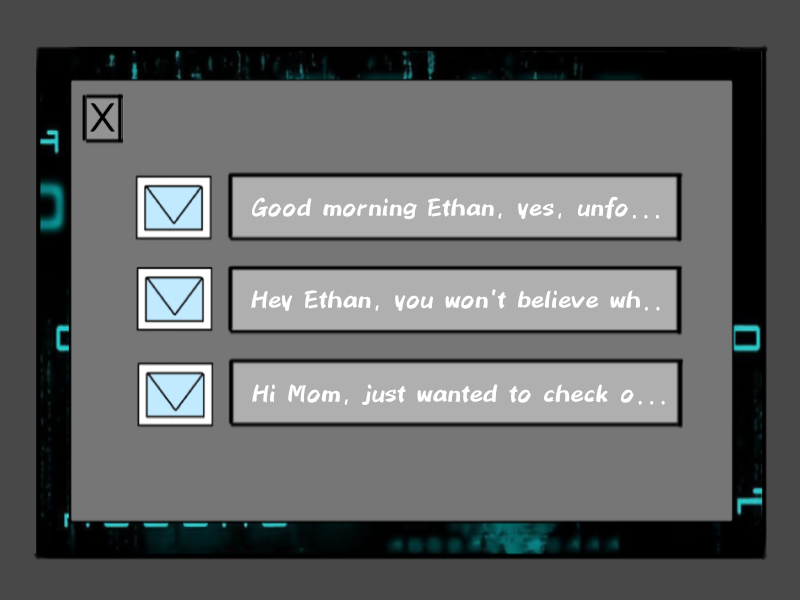 X
Good morning Ethan, yes, unfo...
Hey Ethan, you won't believe wh..
Hi Mom, just wanted to check o...